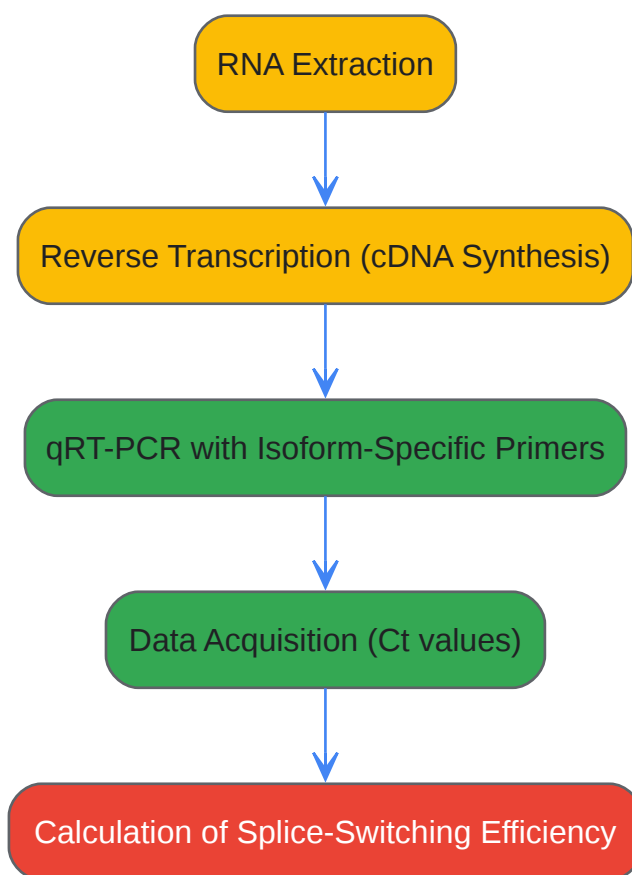 RNA Extraction
Reverse Transcription (cDNA Synthesis)
qRT-PCR with Isoform-Specific Primers
Data Acquisition (Ct values)
Calculation of Splice-Switching Efficiency